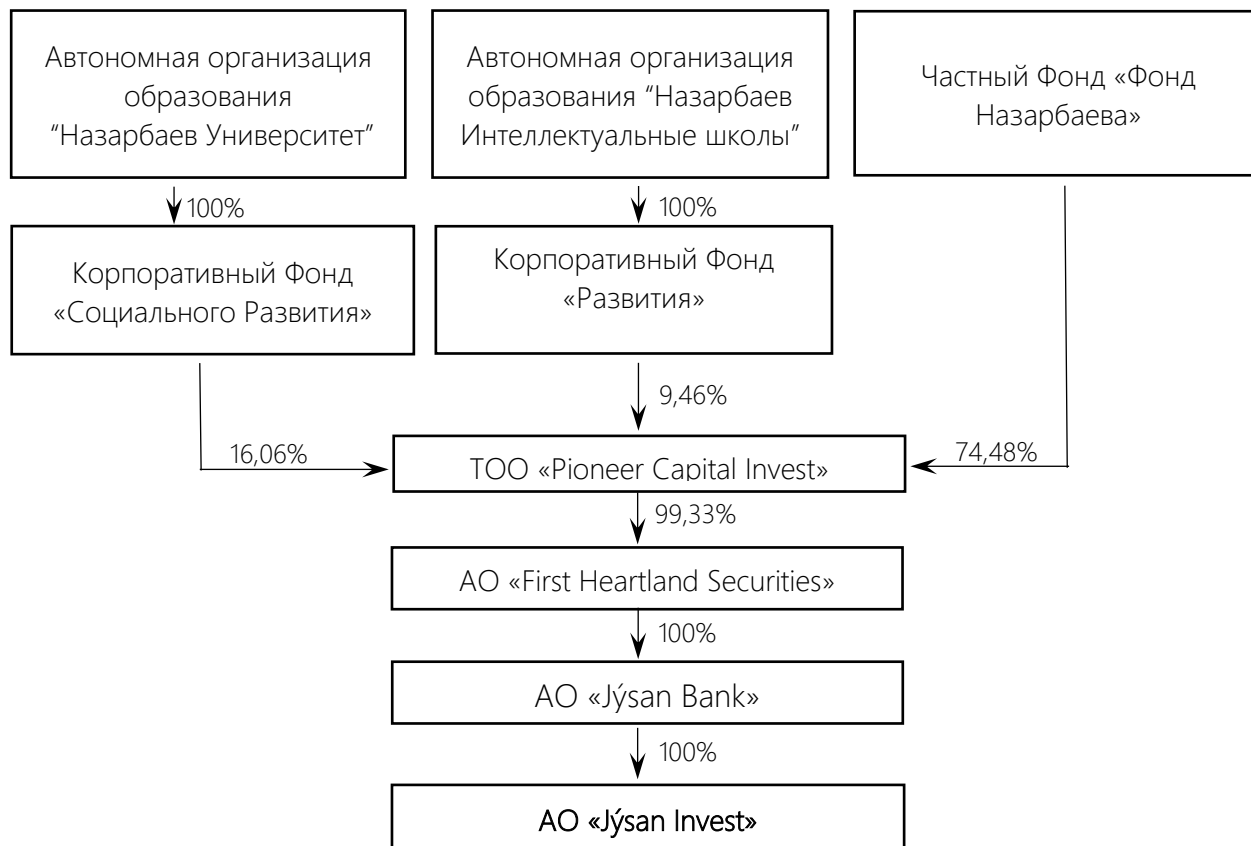 Автономная организация
образования
“Назарбаев Университет”
Автономная организация
образования “Назарбаев
Интеллектуальные школы”
Частный Фонд «Фонд
Назарбаева»
100%
100%
Корпоративный Фонд
«Социального Развития»
Корпоративный Фонд
«Развития»
9,46%
16,06%
ТОО «Pioneer Capital Invest»
74,48%
99,33%
АО «First Heartland Securities»
100%
АО «Jýsan Bank»
100%
АО «Jýsan Invest»